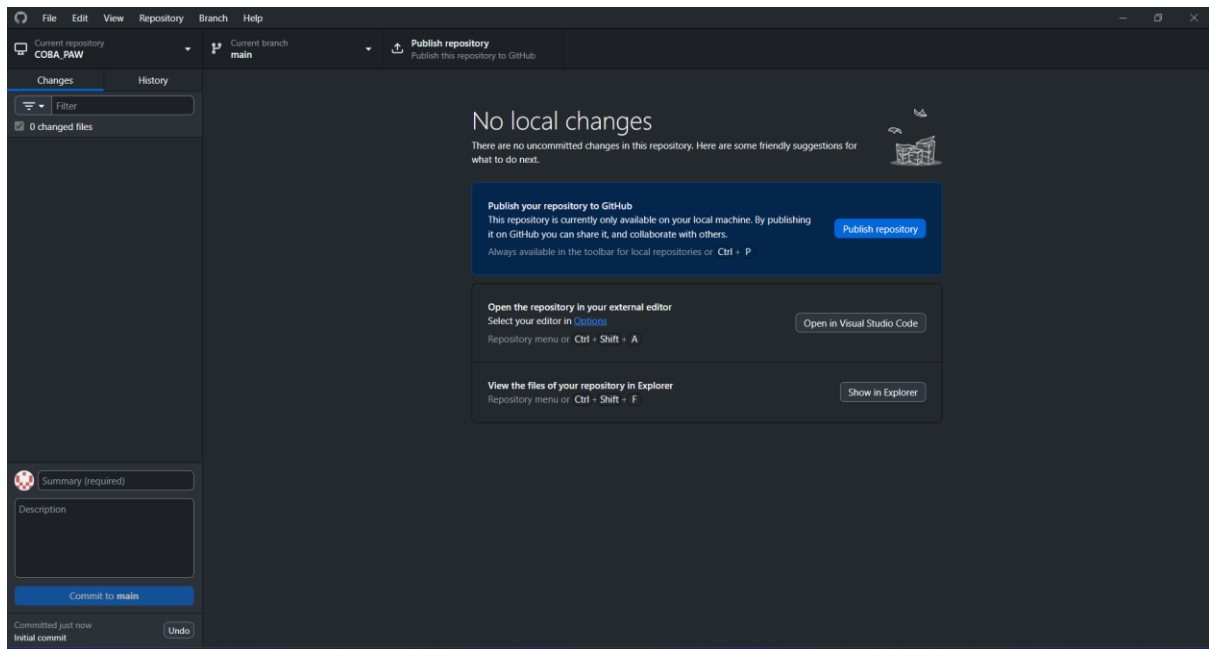 File Edit View Repository Branch Help
Current repository
COBA_PAW
Current branch
main
Publish repository
Publish this repository to GitHub
Changes History
Filter
0 changed files
No local changes
There are no uncommitted changes in this repository. Here are some friendly suggestions for
what to do next.
Publish your repository to GitHub
This repository is currently only available on your local machine. By publishing
it on GitHub you can share it, and collaborate with others.
Always available in the toolbar for local repositories or Ctrl + P
Publish repository
Open the repository in your external editor
Select your editor in Options
Repository menu or Ctrl + Shift + A
Open in Visual Studio Code
View the files of your repository in Explorer
Repository menu or Ctrl + Shift + F
Show in Explorer
Summary (required)
Description
Commit to main
Committed just now
Initial commit
Undo